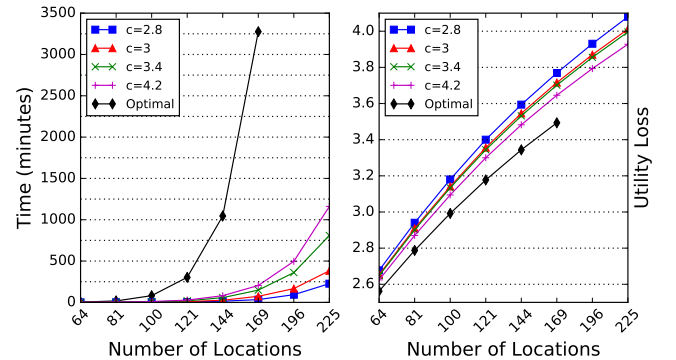 3500
3000
2500
2000
1500
1000
500
0
Time (minutes)
c=2.8
c=3
c=3.4
c=4.2
Optimal
64
81
100
121
144
169
196
225
Number of Locations
4.0
3.8
3.6
3.4
3.2
3.0
2.8
2.6
c=2.8
c=3
c=3.4
c=4.2
Optimal
64
81
100
121
144
169
196
225
Number of Locations
Utility Loss